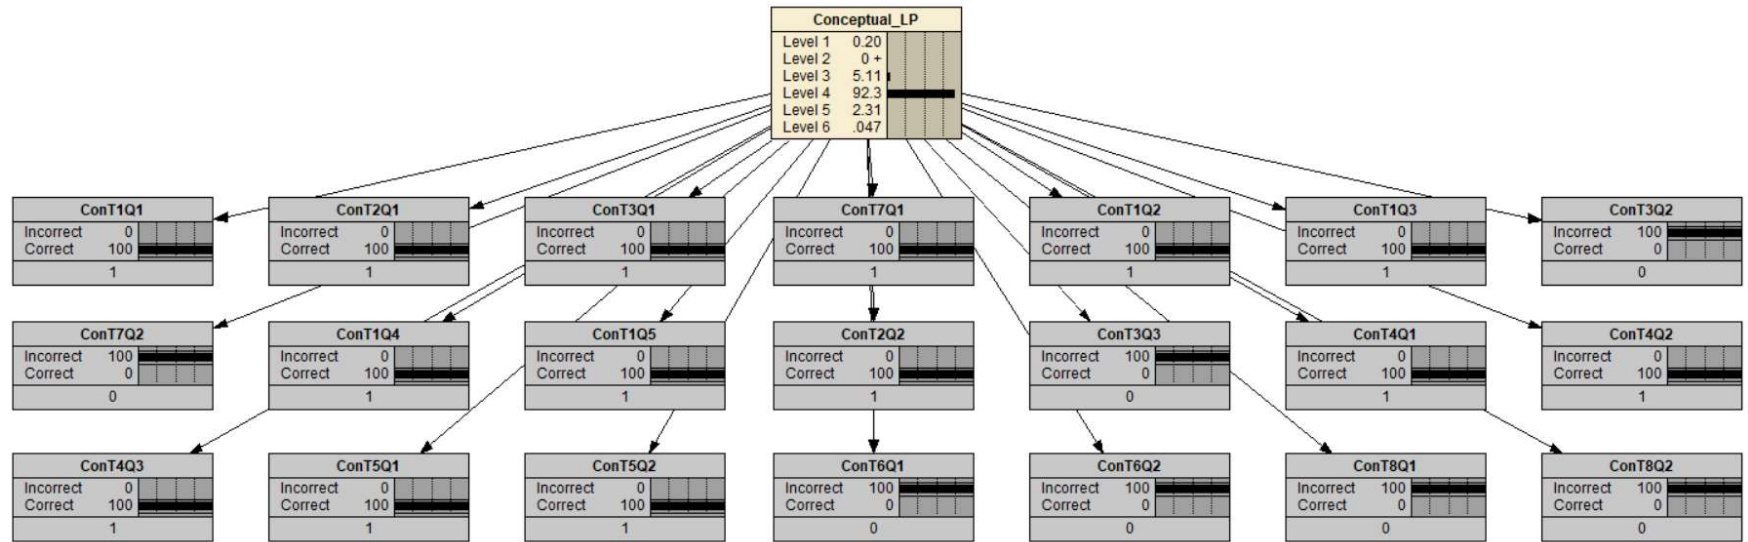 Conceptual_LP
Level 1 0.20
Level 2 0 +
Level 3 5.11
Level 4 92.3
Level 5 2.31
Level 6 .047
ConT1Q1
Incorrect 0
Correct 100
1
ConT2Q1
Incorrect 0
Correct 100
1
ConT3Q1
Incorrect 0
Correct 100
1
ConT7Q1
Incorrect 0
Correct 100
1
ConT1Q2
Incorrect 0
Correct 100
1
ConT1Q3
Incorrect 0
Correct 100
1
ConT3Q2
Incorrect 100
Correct 0
0
ConT7Q2
Incorrect 100
Correct 0
0
ConT1Q4
Incorrect 0
Correct 100
1
ConT1Q5
Incorrect 0
Correct 100
1
ConT2Q2
Incorrect 0
Correct 100
1
ConT3Q3
Incorrect 100
Correct 0
0
ConT4Q1
Incorrect 0
Correct 100
1
ConT4Q2
Incorrect 0
Correct 100
1
ConT4Q3
Incorrect 0
Correct 100
1
ConT5Q1
Incorrect 0
Correct 100
1
ConT5Q2
Incorrect 0
Correct 100
1
ConT6Q1
Incorrect 100
Correct 0
0
ConT6Q2
Incorrect 100
Correct 0
0
ConT8Q1
Incorrect 100
Correct 0
0
ConT8Q2
Incorrect 100
Correct 0
0